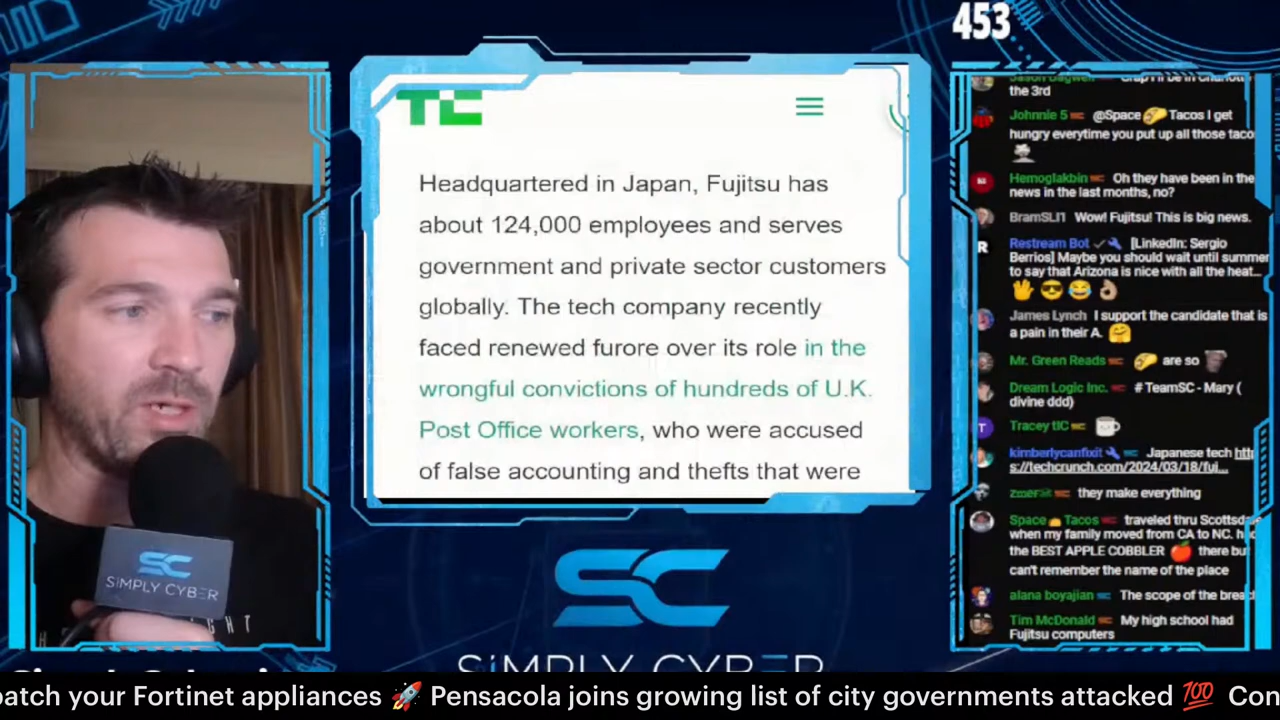 453
TC
Headquartered in Japan, Fujitsu has
about 124,000 employees and serves
government and private sector customers
globally. The tech company recently
faced renewed furore over its role in the
wrongful convictions of hundreds of U.K.
Post Office workers, who were accused
of false accounting and thefts that were
the 3rd
Johnnie 5 @Space 🌮 Tacos I get
hungry everytime you put up all those taco
Hemoglakbin Oh they have been in the
news in the last months, no?
BramSLI1 Wow! Fujitsu! This is big news.
R
Restream Bot [LinkedIn: Sergio
Berrios] Maybe you should wait until summer
to say that Arizona is nice with all the heat...
🖖 😎 😂 👌🏽
James Lynch I support the candidate that is
a pain in their A. 🤗
Mr. Green Reads 🌮 are so
Dream Logic Inc. #TeamSC - Mary (
divine ddd)
T
Tracey tIC
kimberlycanfixit Japanese tech htt
s://techcrunch.com/2024/03/18/fuj...
they make everything
Space 🌮 Tacos traveled thru Scottsda
when my family moved from CA to NC. h
the BEST APPLE COBBLER 🍎 there bu
can't remember the name of the place
alana boyajian The scope of the brea
Tim McDonald My high school had
Fujitsu computers
SC
SIMPLY CYBER
SC
SIMPLY CYBER
patch your Fortinet appliances 🚀 Pensacola joins growing list of city governments attacked 💯 Con